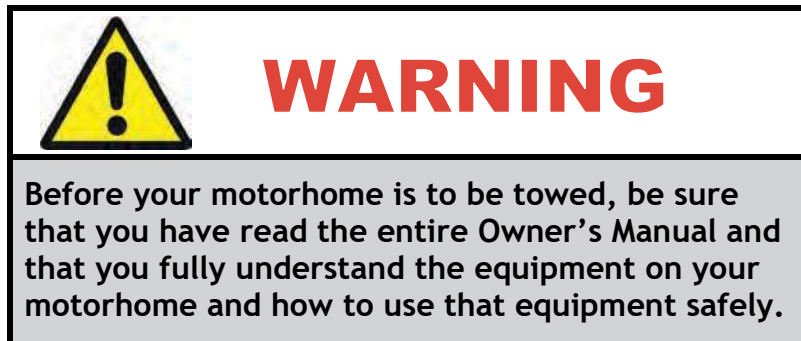 WARNING
Before your motorhome is to be towed, be sure
that you have read the entire Owner’s Manual and
that you fully understand the equipment on your
motorhome and how to use that equipment safely.